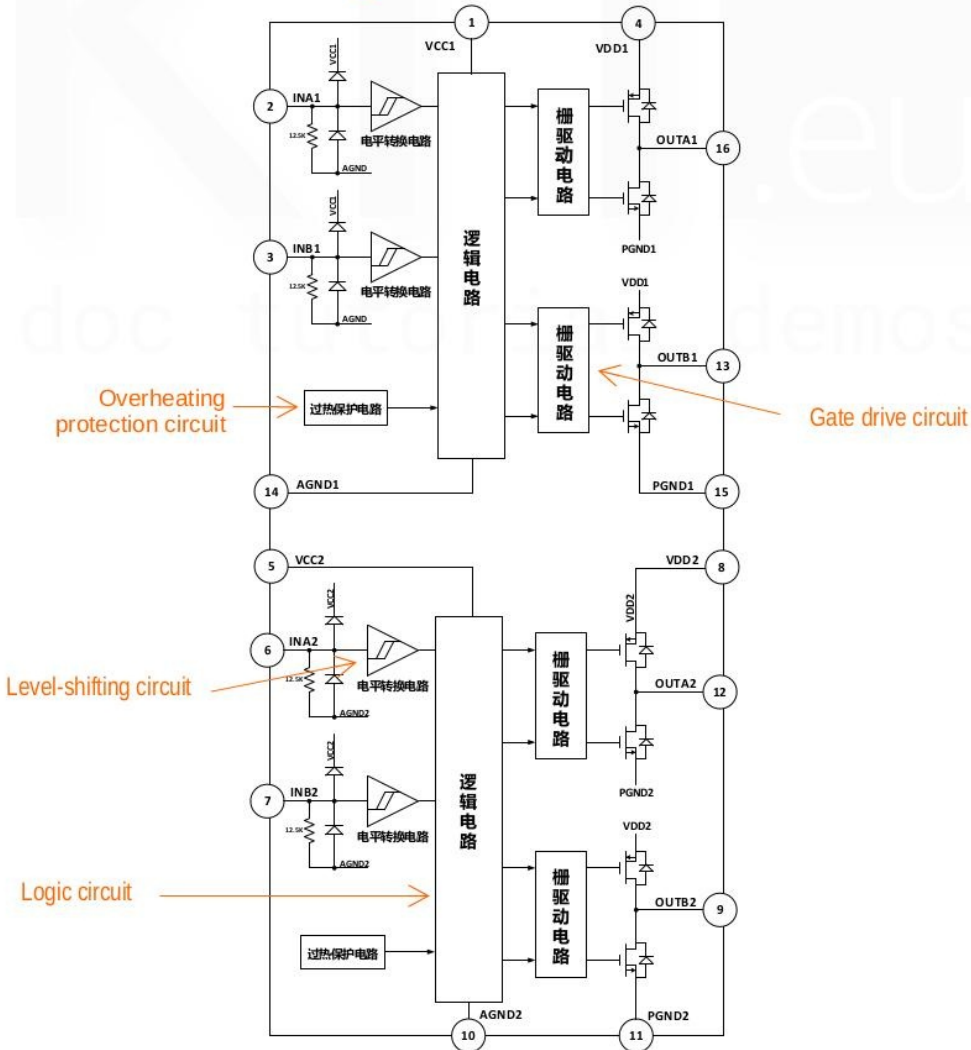 1
4
VCC1
VDD1
VCC1
2
INA1
12.5K
电平转换电路
AGND
栅驱动电路
OUTA1
16
.eu
VCC1
3
INB1
12.5K
电平转换电路
AGND
逻辑电路
PGND1
VDD1
doc tutorial demos
栅驱动电路
OUTB1
13
Overheating
protection circuit
过热保护电路
Gate drive circuit
14
AGND1
PGND1
15
5
VCC2
VDD2
8
VCC2
VDD2
6
INA2
12.5K
电平转换电路
AGND2
Level-shifting circuit
栅驱动电路
OUTA2
12
VCC2
7
INB2
12.5K
电平转换电路
AGND2
逻辑电路
PGND2
VDD2
Logic circuit
栅驱动电路
OUTB2
9
过热保护电路
AGND2
PGND2
10
11